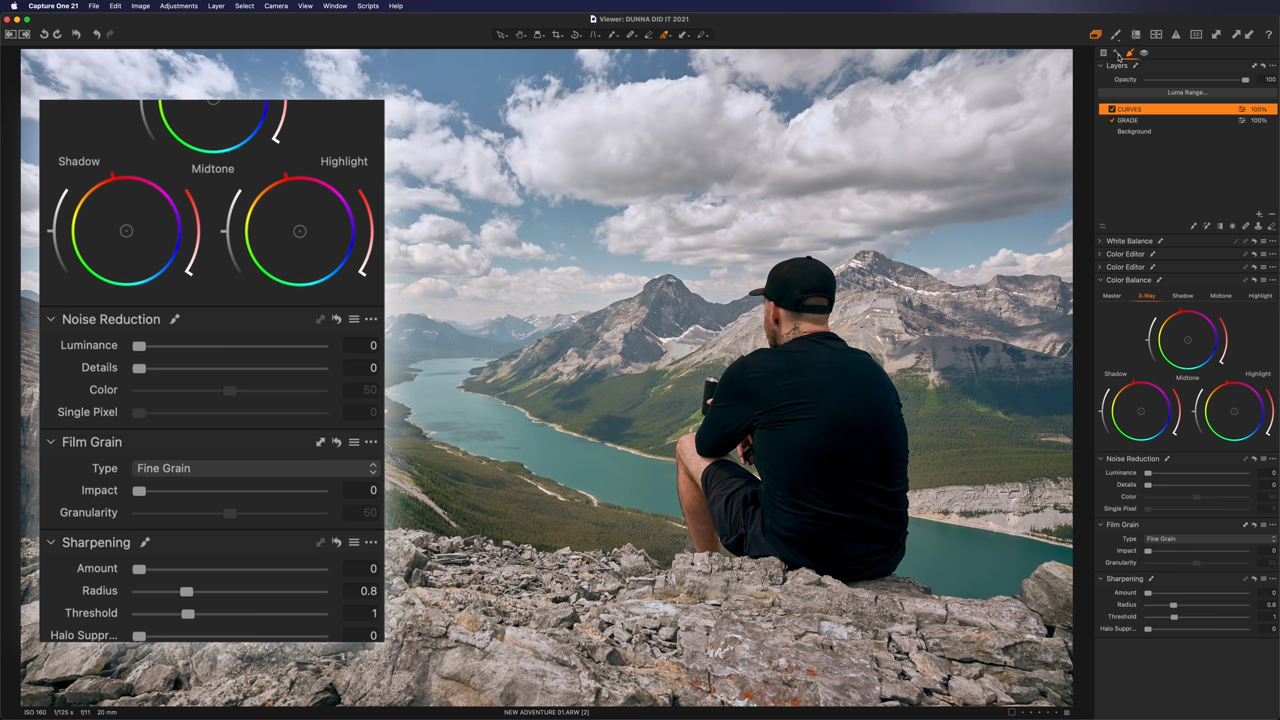 Capture One 21 File Edit Image Adjustments Layer Select Camera View Window Scripts Help
Viewer: DUNNA DID IT 2021
Shadow Midtone Highlight
Noise Reduction
Luminance 0
Details 0
Color 50
Single Pixel 0
Film Grain
Type Fine Grain
Impact 0
Granularity 50
Sharpening
Amount 0
Radius 0.8
Threshold 1
Halo Suppr... 0
Layers
Opacity 100
Luma Range...
CURVES 100%
GRADE 100%
Background
White Balance
Color Editor
Color Editor
Color Balance
Master 3-Way Shadow Midtone Highlight
Shadow Midtone Highlight
Noise Reduction
Luminance 0
Details 0
Color 50
Single Pixel 0
Film Grain
Type Fine Grain
Impact 0
Granularity 50
Sharpening
Amount 0
Radius 0.8
Threshold 1
Halo Suppr... 0
ISO 160 1/125 s f/11 20 mm
NEW ADVENTURE 01.ARW [2]